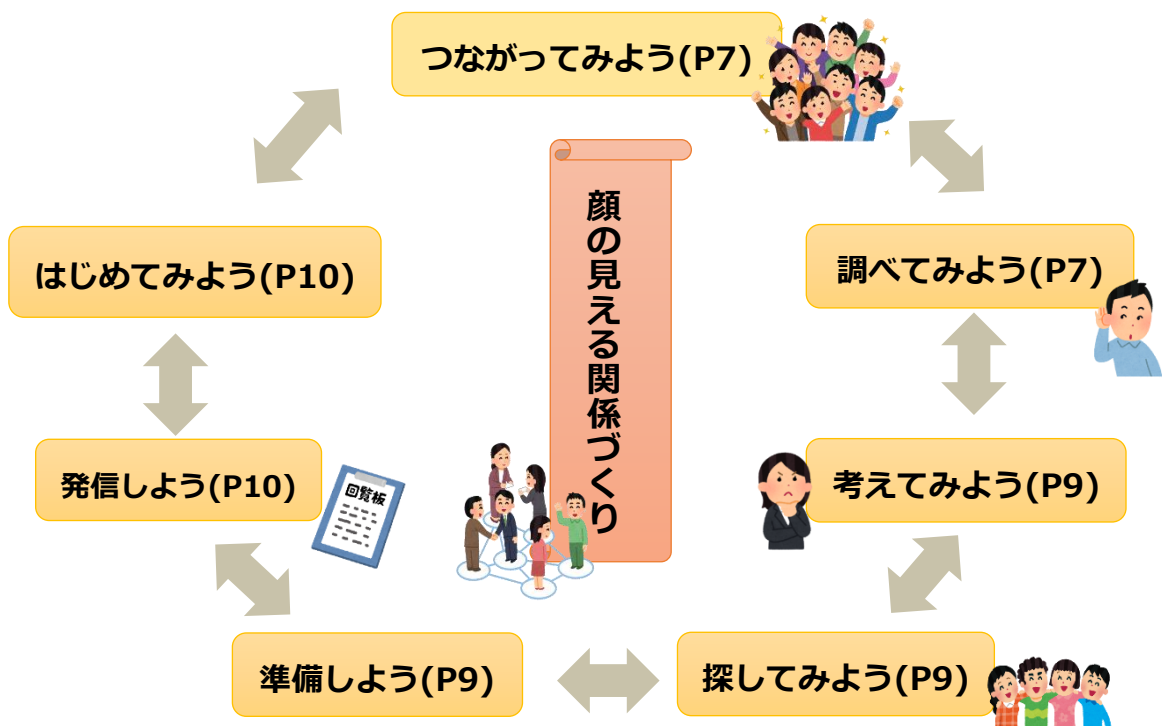 つながってみよう(P7)
顔の見える関係づくり
はじめてみよう(P10)
調べてみよう(P7)
発信しよう(P10)
回覧板
考えてみよう(P9)
準備しよう(P9)
探してみよう(P9)